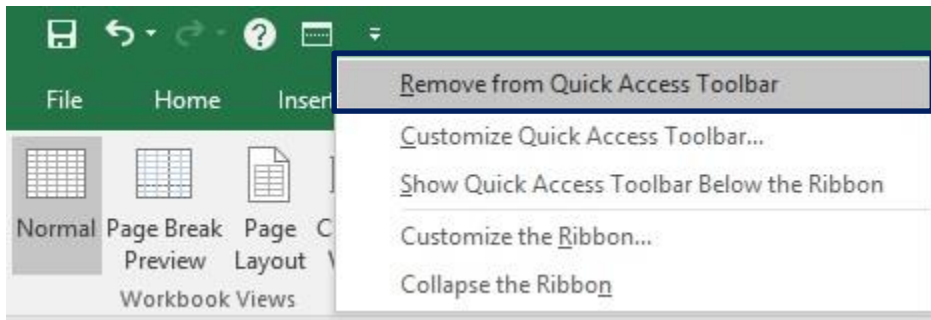 ?
File Home Insert
Remove from Quick Access Toolbar
Customize Quick Access Toolbar...
Show Quick Access Toolbar Below the Ribbon
Customize the Ribbon...
Collapse the Ribbon
Normal Page Break Page
Preview Layout
Workbook Views